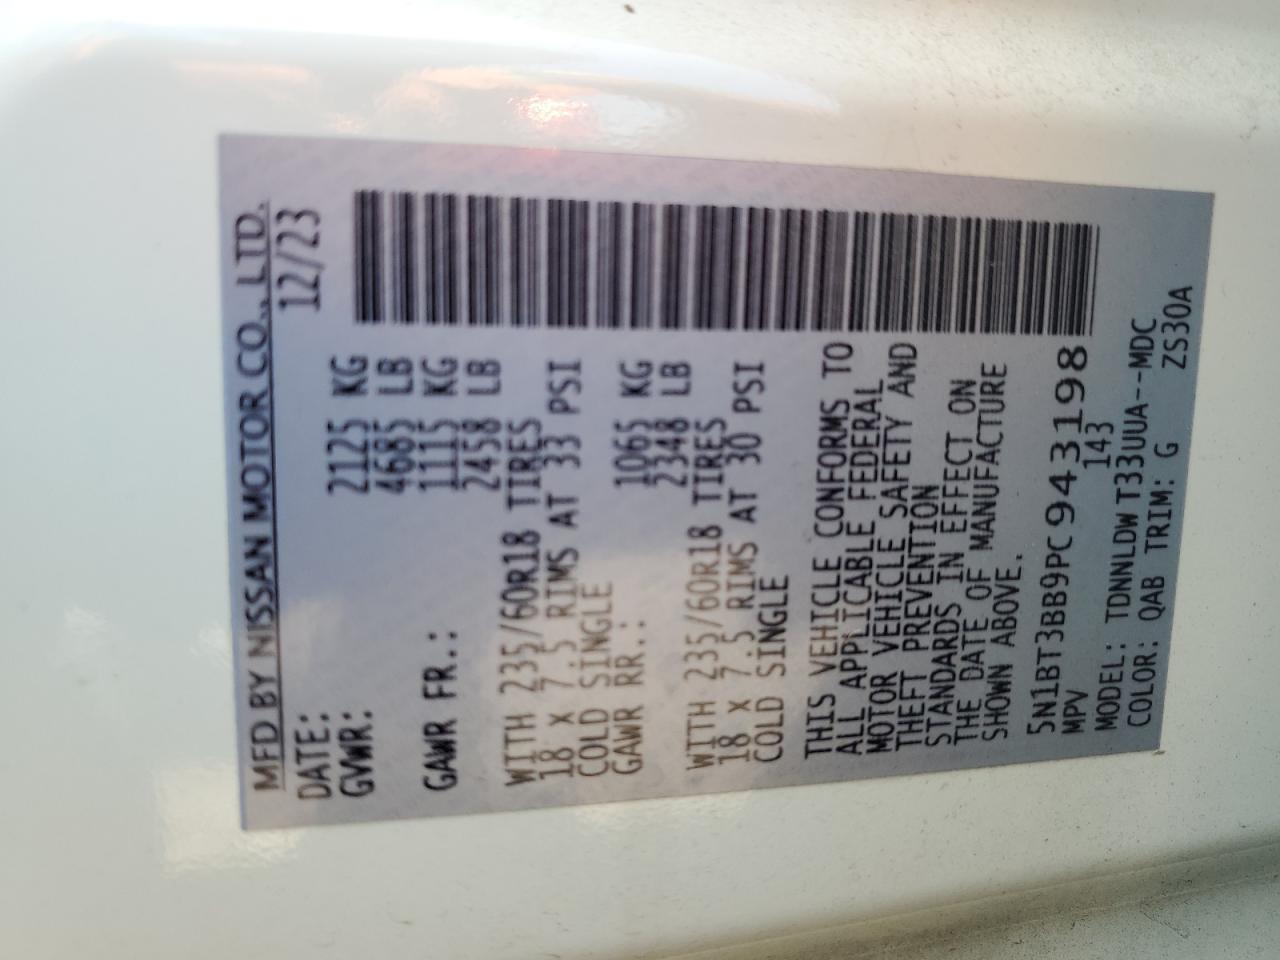 MFD BY NISSAN MOTOR CO., LTD.
DATE: 12/23
GVWR: 2125 KG
4685 LB
GAWR FR.: 1115 KG
2458 LB
WITH 235/60R18 TIRES
18 X 7.5 RIMS AT 33 PSI
COLD SINGLE
GAWR RR.: 1065 KG
2348 LB
WITH 235/60R18 TIRES
18 X 7.5 RIMS AT 30 PSI
COLD SINGLE
THIS VEHICLE CONFORMS TO
ALL APPLICABLE FEDERAL
MOTOR VEHICLE SAFETY AND
THEFT PREVENTION
STANDARDS IN EFFECT ON
THE DATE OF MANUFACTURE
SHOWN ABOVE.
5N1BT3BB9PC943198
MPV 143
MODEL: TDNNLDW T33UUA--MDC
COLOR: QAB TRIM: G ZS30A